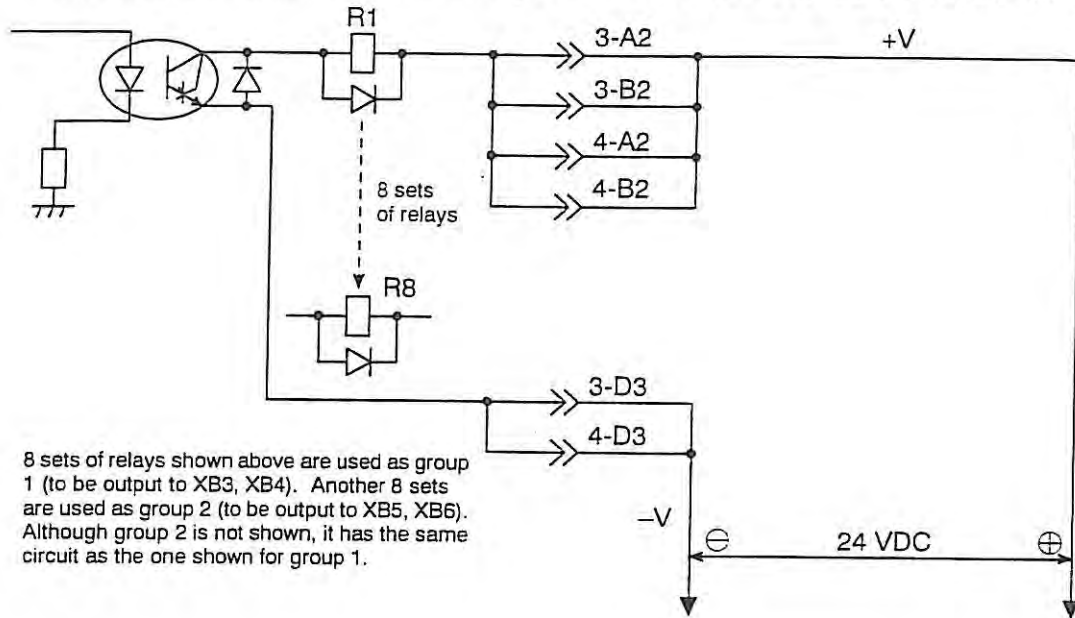 R1
3-A2
+V
3-B2
4-A2
4-B2
8 sets
of relays
R8
3-D3
4-D3
8 sets of relays shown above are used as group
1 (to be output to XB3, XB4). Another 8 sets
are used as group 2 (to be output to XB5, XB6).
Although group 2 is not shown, it has the same
circuit as the one shown for group 1.
–V
⊖ 24 VDC ⊕